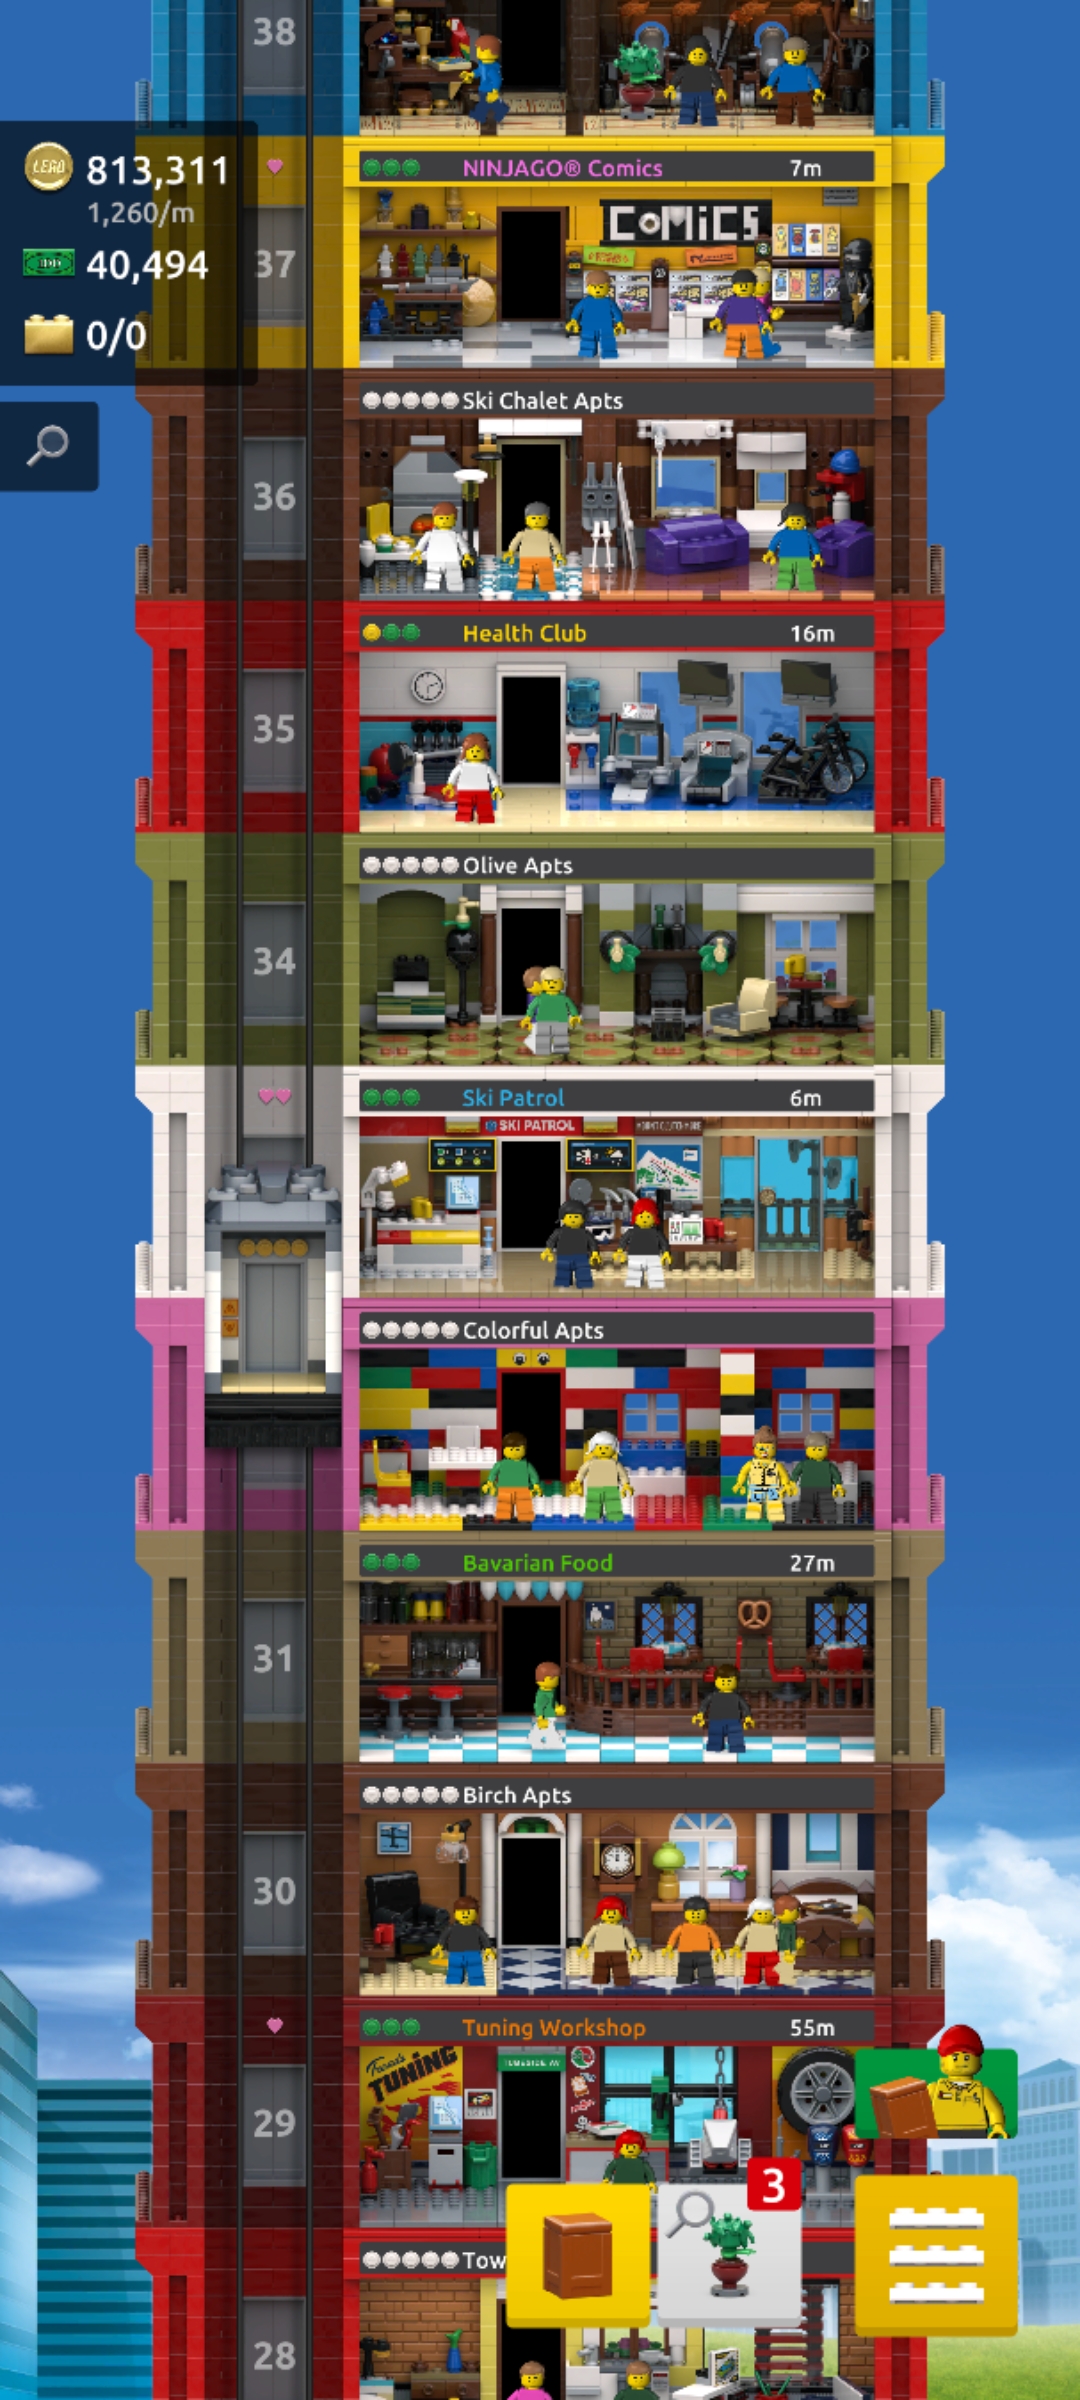 38
LEGO
813,311
1,260/m
40,494
0/0
NINJAGO® Comics 7m
COMiCS
37
Ski Chalet Apts
36
Health Club 16m
35
Olive Apts
34
Ski Patrol 6m
SKI PATROL
Colorful Apts
Bavarian Food 27m
31
Birch Apts
30
Tuning Workshop 55m
TUNING
29
3
Tow
28